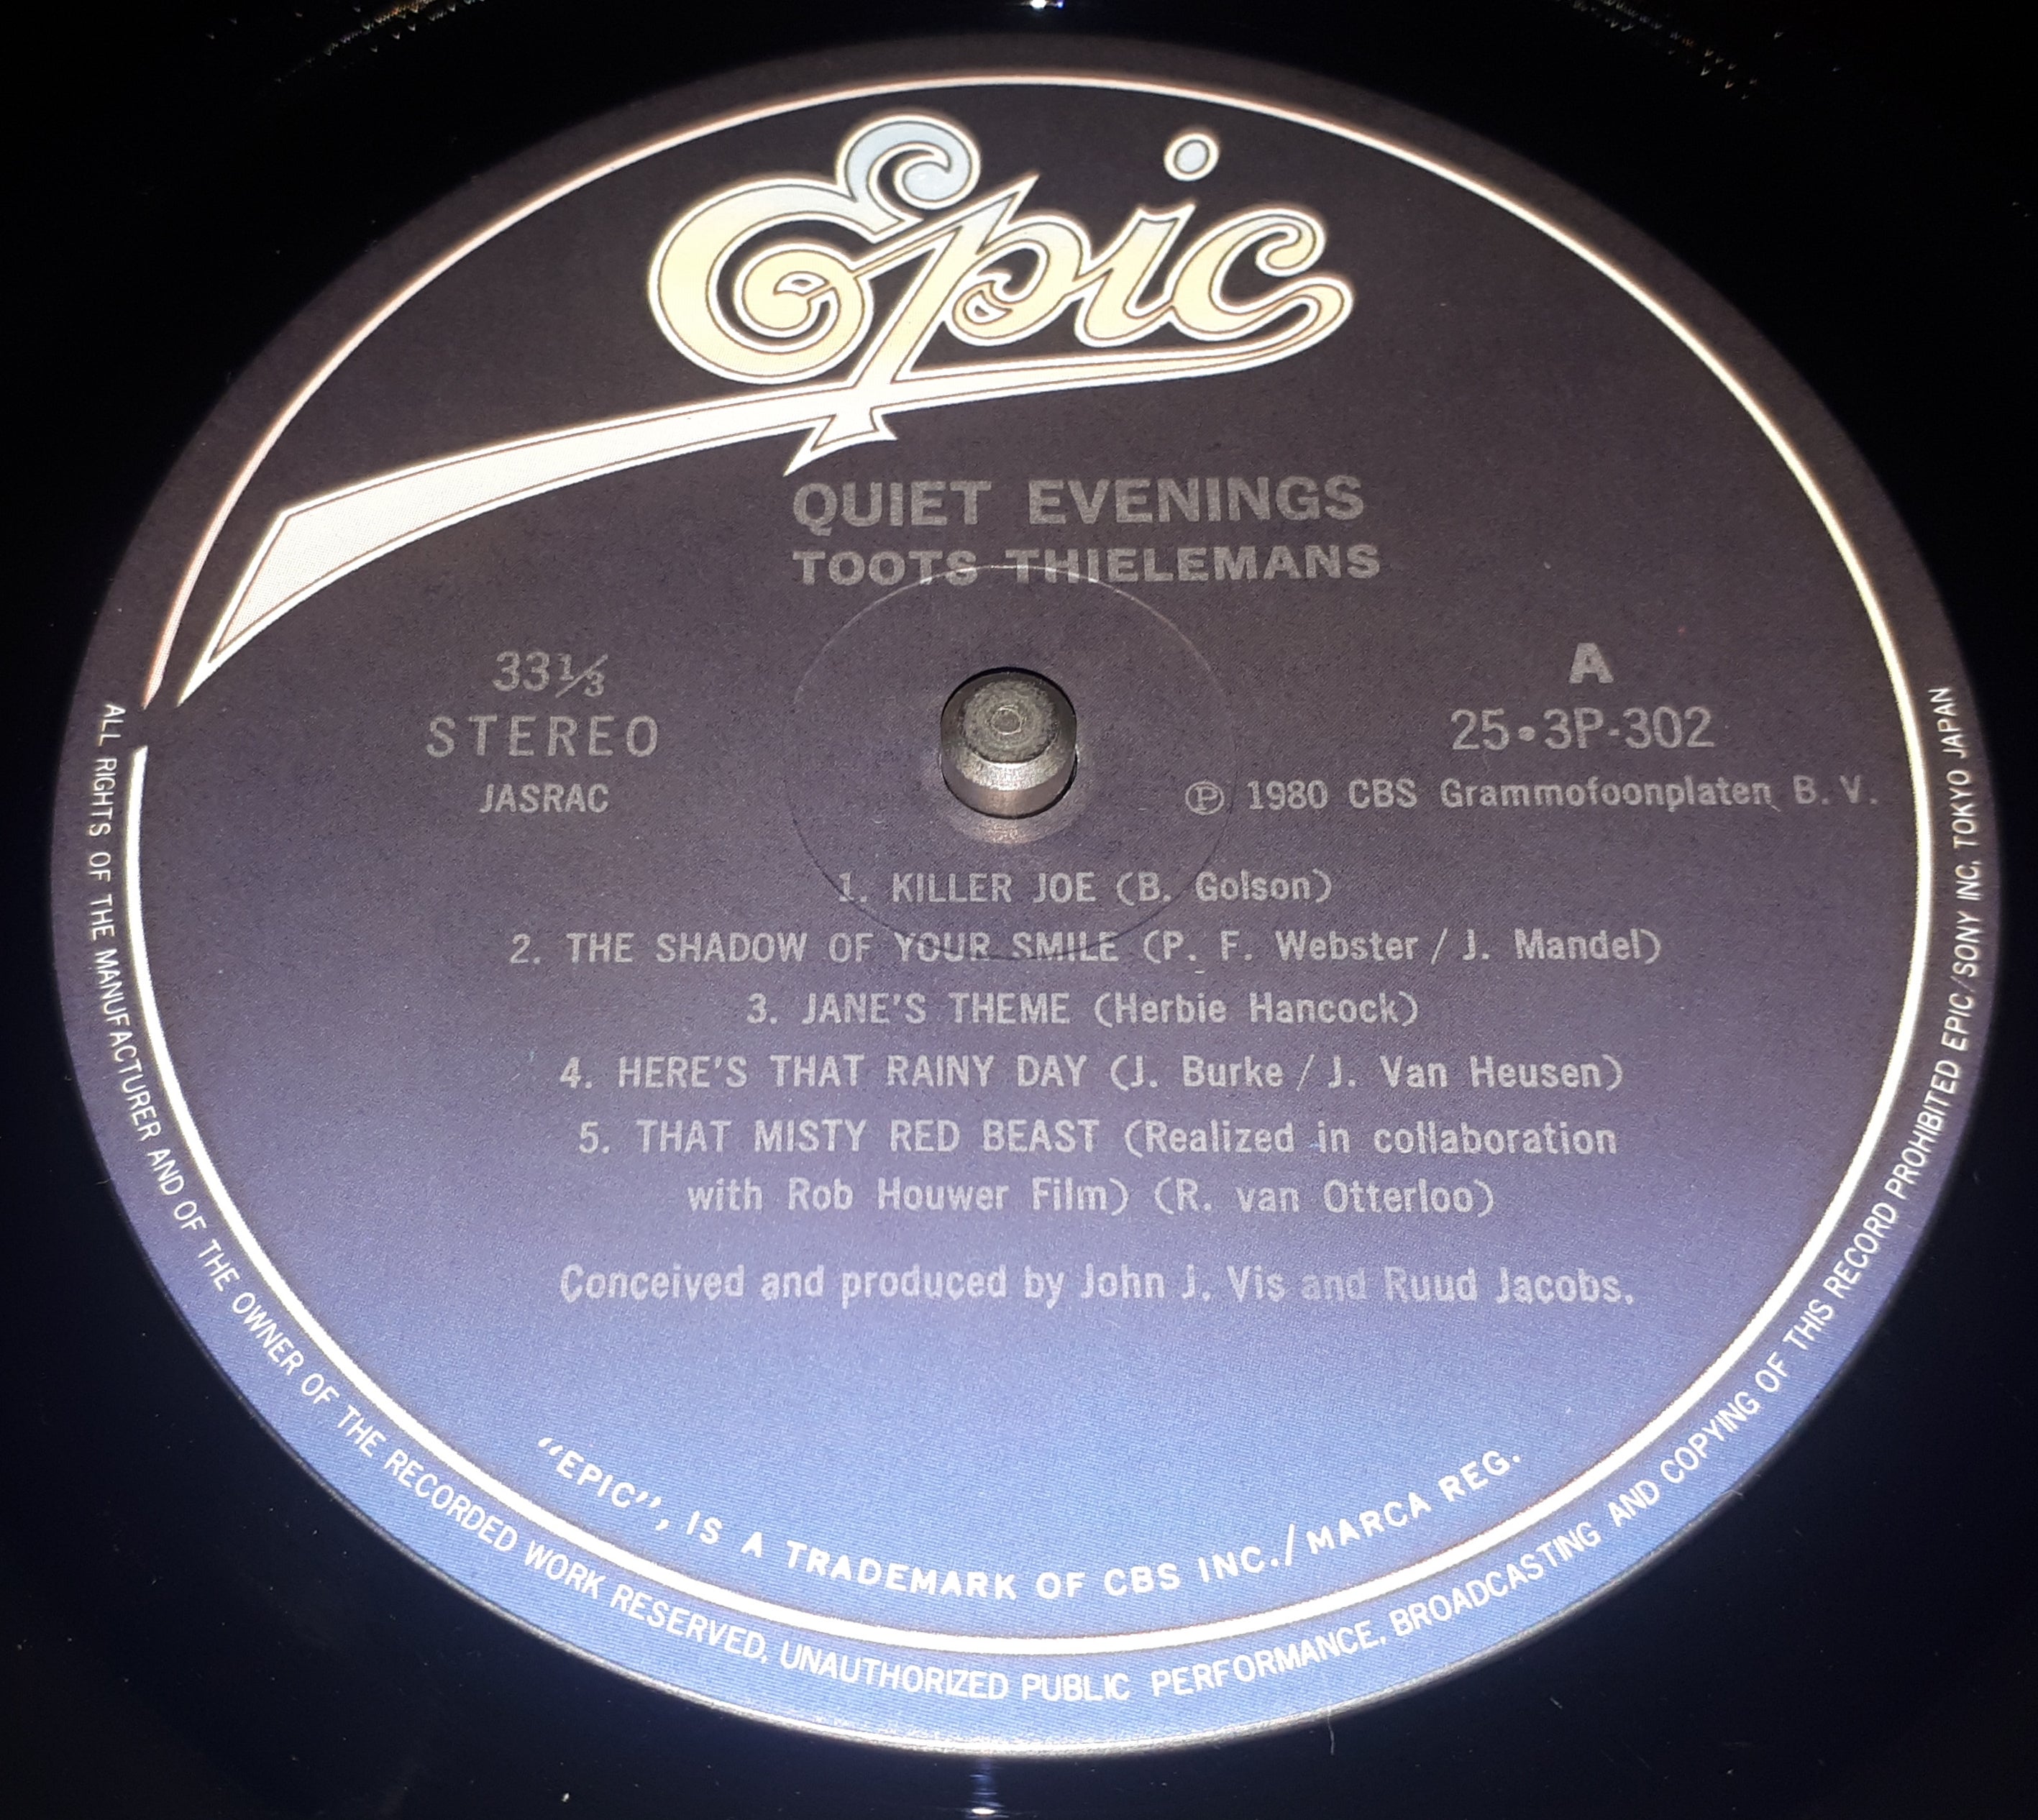 Epic
QUIET EVENINGS
TOOTS THIELEMANS
33⅓
STEREO
JASRAC
A
25•3P-302
℗ 1980 CBS Grammofoonplaten B. V.
1. KILLER JOE (B. Golson)
2. THE SHADOW OF YOUR SMILE (P. F. Webster / J. Mandel)
3. JANE'S THEME (Herbie Hancock)
4. HERE'S THAT RAINY DAY (J. Burke / J. Van Heusen)
5. THAT MISTY RED BEAST (Realized in collaboration
with Rob Houwer Film) (R. van Otterloo)
Conceived and produced by John J. Vis and Ruud Jacobs.
"EPIC", IS A TRADEMARK OF CBS INC./MARCA REG.
ALL RIGHTS OF THE MANUFACTURER AND OF THE OWNER OF THE RECORDED WORK RESERVED, UNAUTHORIZED PUBLIC PERFORMANCE, BROADCASTING AND COPYING OF THIS RECORD PROHIBITED EPIC/SONY INC. TOKYO JAPAN